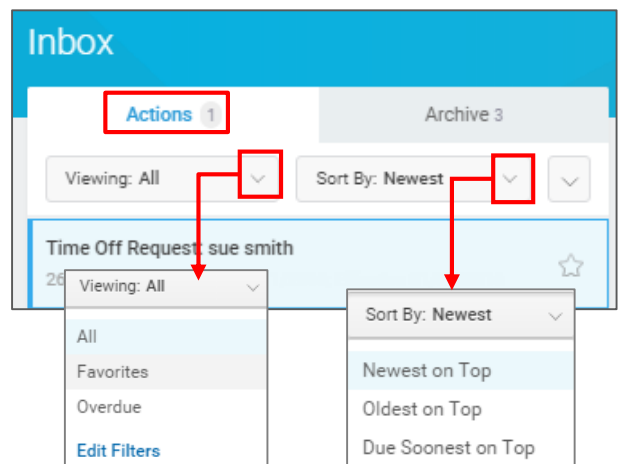 Inbox
Actions 1
Archive 3
Viewing: All
Sort By: Newest
Time Off Request: sue smith
26
Viewing: All
All
Favorites
Overdue
Edit Filters
Sort By: Newest
Newest on Top
Oldest on Top
Due Soonest on Top